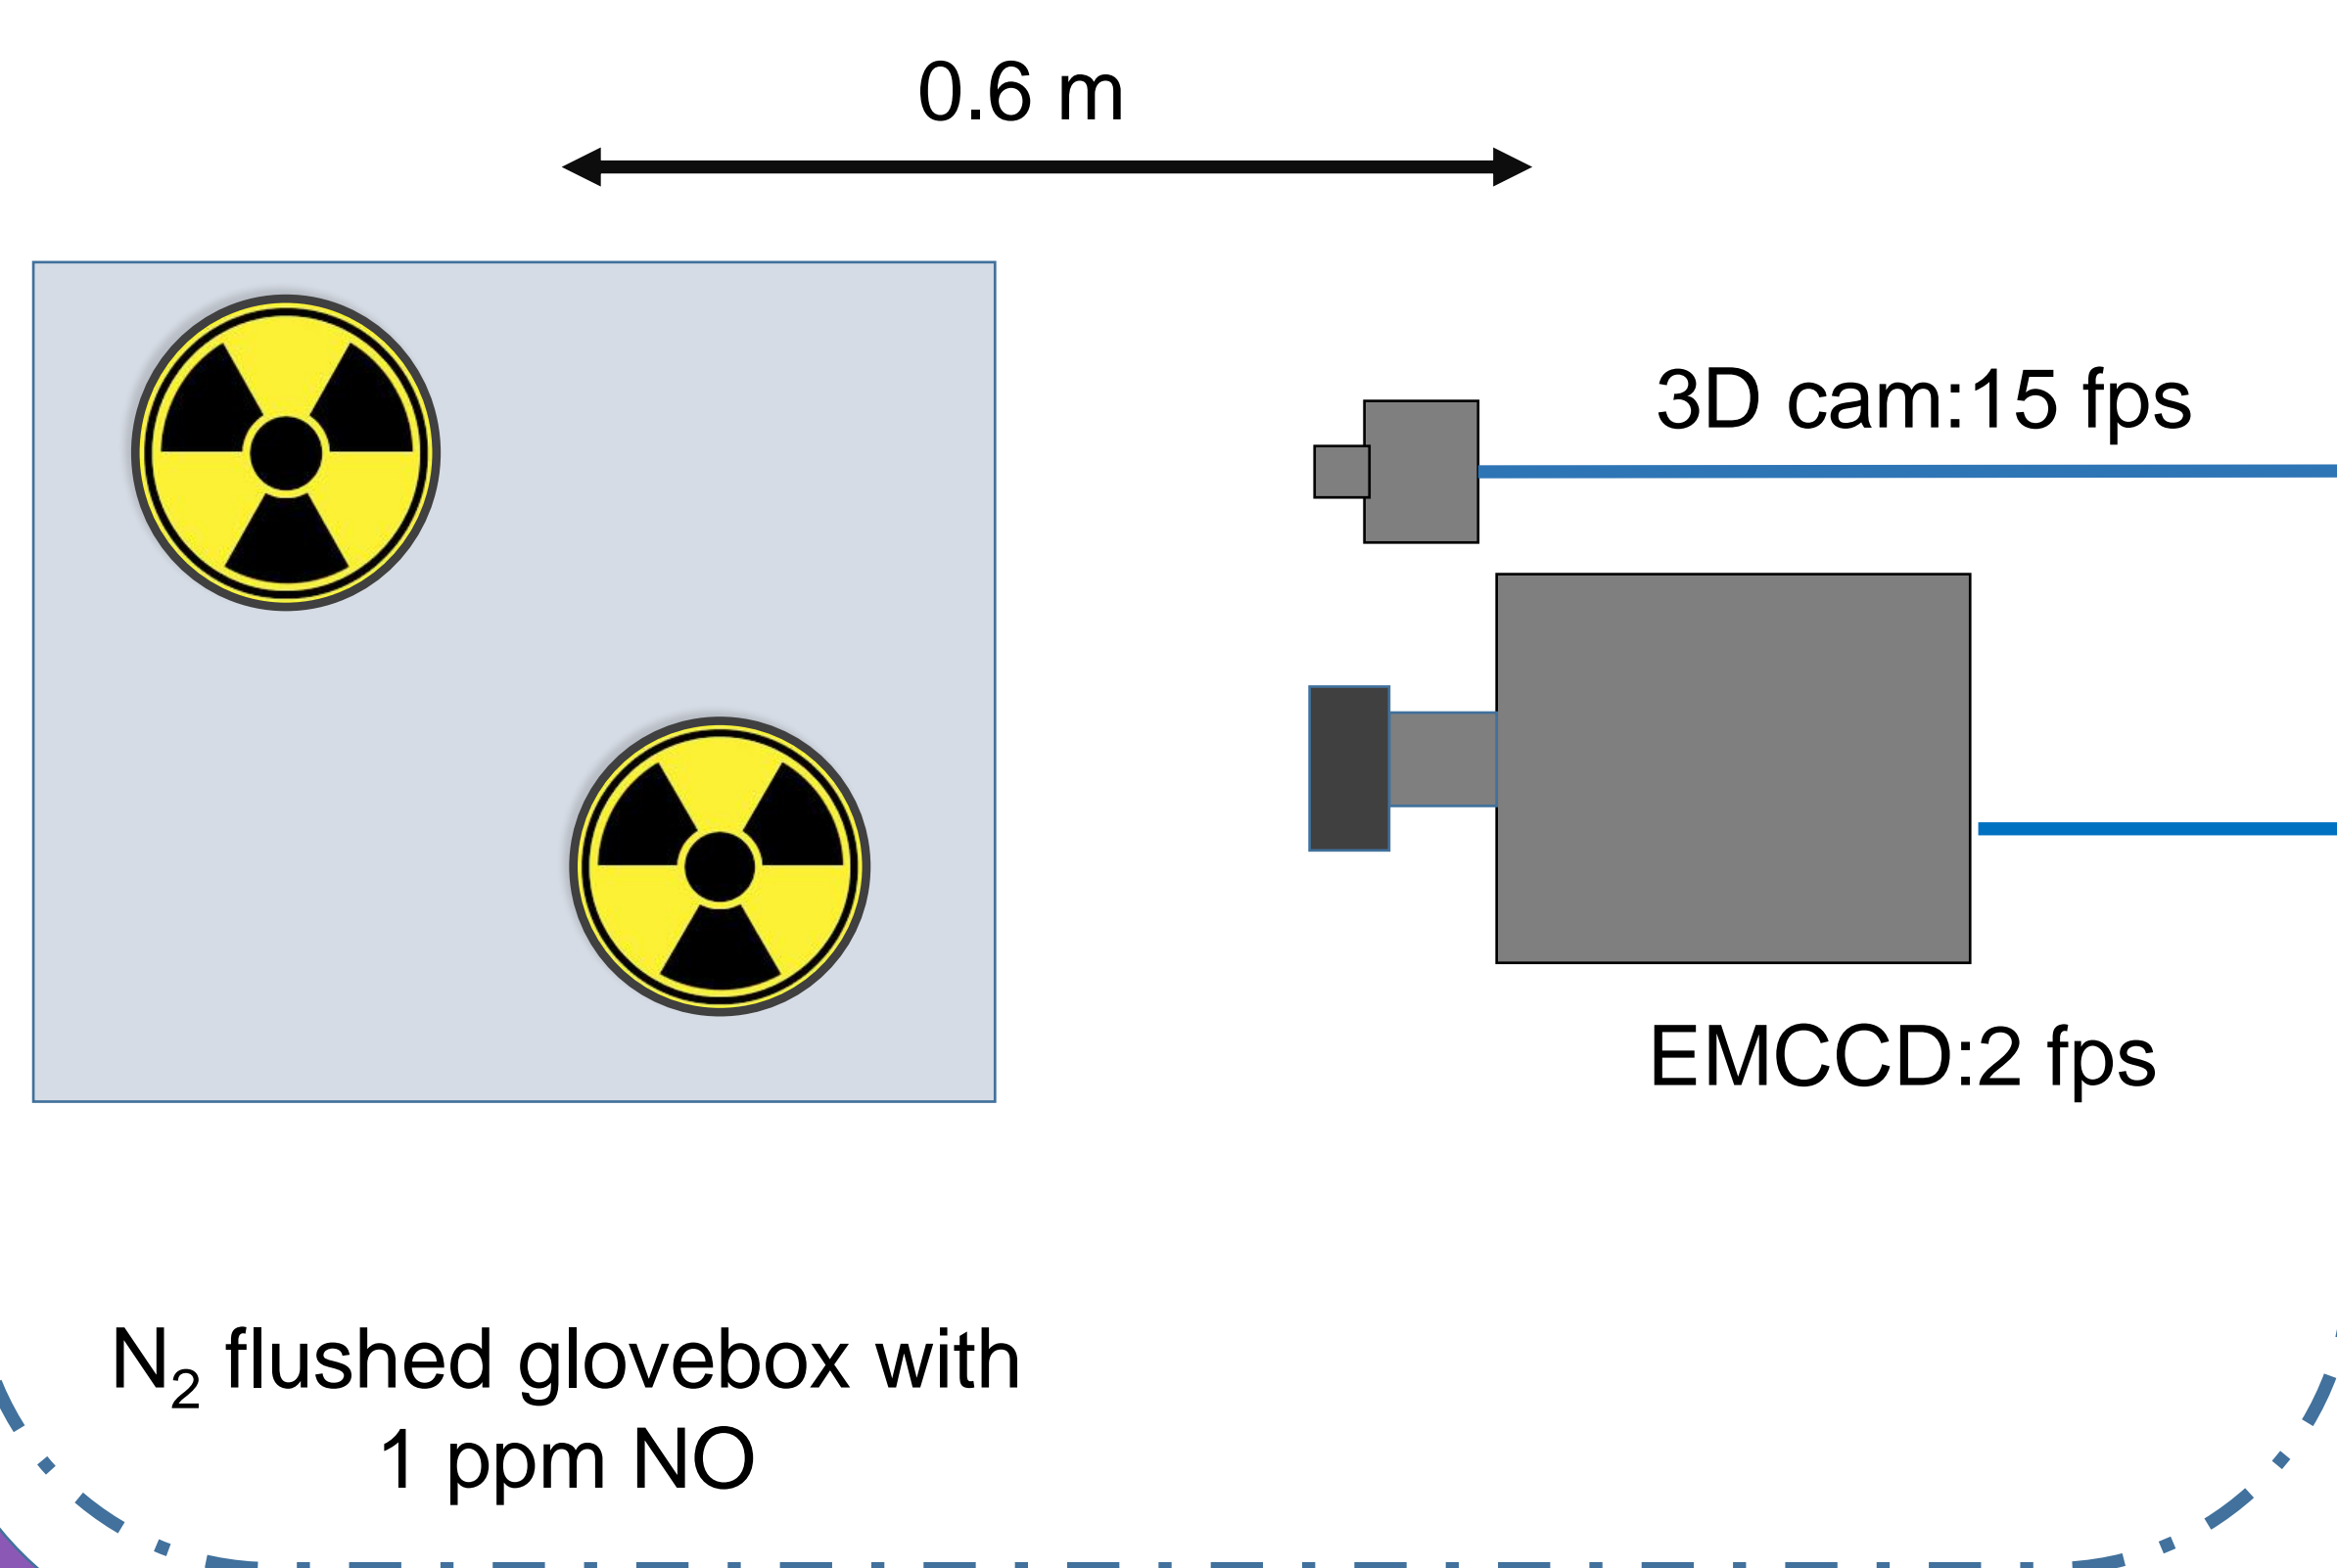 0.6 m
3D cam:15 fps
EMCCD:2 fps
N₂ flushed glovebox with
1 ppm NO